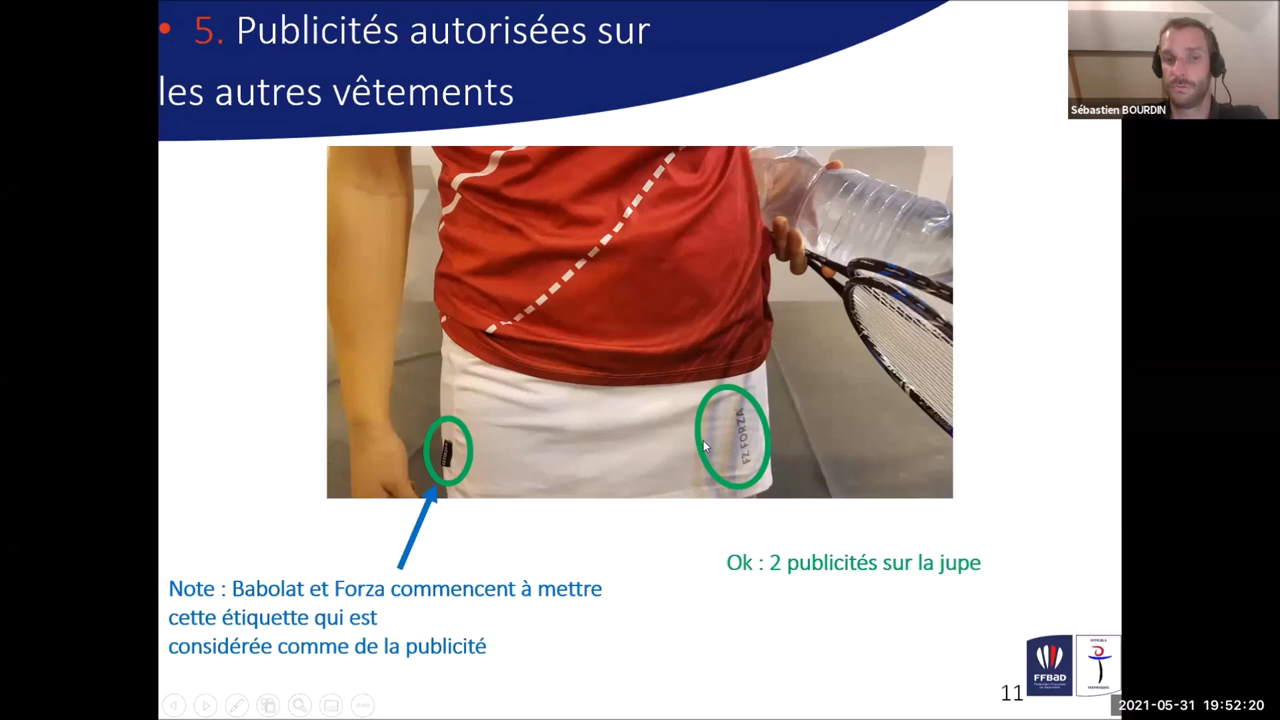 • 5. Publicités autorisées sur
les autres vêtements
Sébastien BOURDIN
FZ FORZA
Ok : 2 publicités sur la jupe
Note : Babolat et Forza commencent à mettre
cette étiquette qui est
considérée comme de la publicité
FFBaD
11
2021-05-31 19:52:20